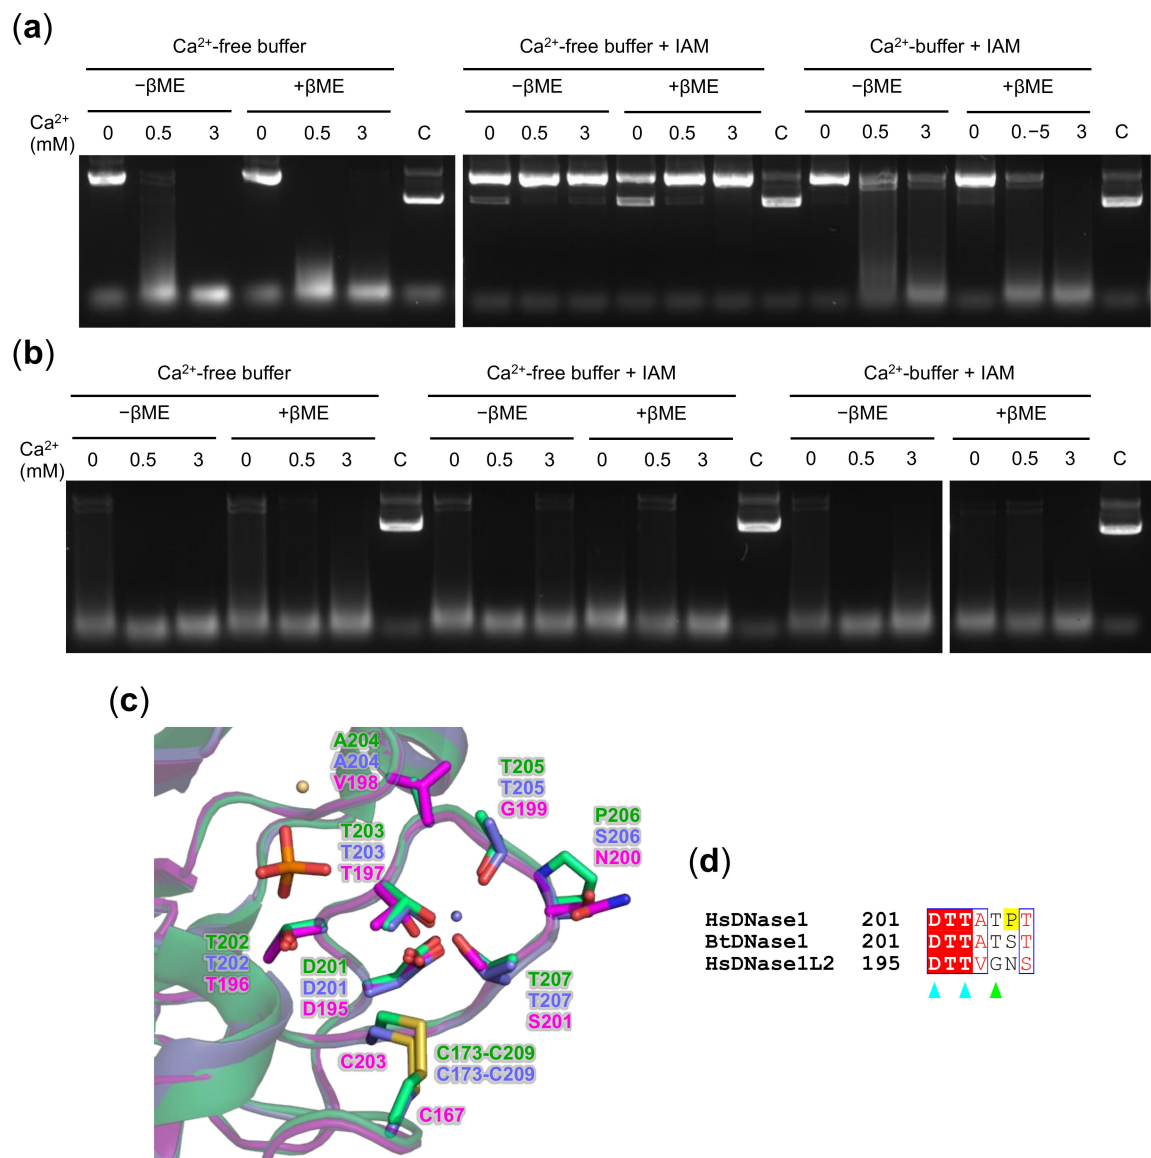 (a)
Ca²⁺-free buffer
Ca²⁺-free buffer + IAM
Ca²⁺-buffer + IAM
−βME
+βME
−βME
+βME
−βME
+βME
Ca²⁺
(mM)
0 0.5 3 0 0.5 3 C 0 0.5 3 0 0.5 3 C 0 0.5 3 0 0.−5 3 C
(b)
Ca²⁺-free buffer
Ca²⁺-free buffer + IAM
Ca²⁺-buffer + IAM
−βME
+βME
−βME
+βME
−βME
+βME
Ca²⁺
(mM)
0 0.5 3 0 0.5 3 C 0 0.5 3 0 0.5 3 C 0 0.5 3 0 0.5 3 C
(c)
A204
A204
V198
T205
T205
G199
P206
S206
N200
T203
T203
T197
T202
T202
T196
D201
D201
D195
T207
T207
S201
C203
C173-C209
C173-C209
C167
(d)
HsDNase1 201 DTTATPT
BtDNase1 201 DTTATST
HsDNase1L2 195 DTTVGNS